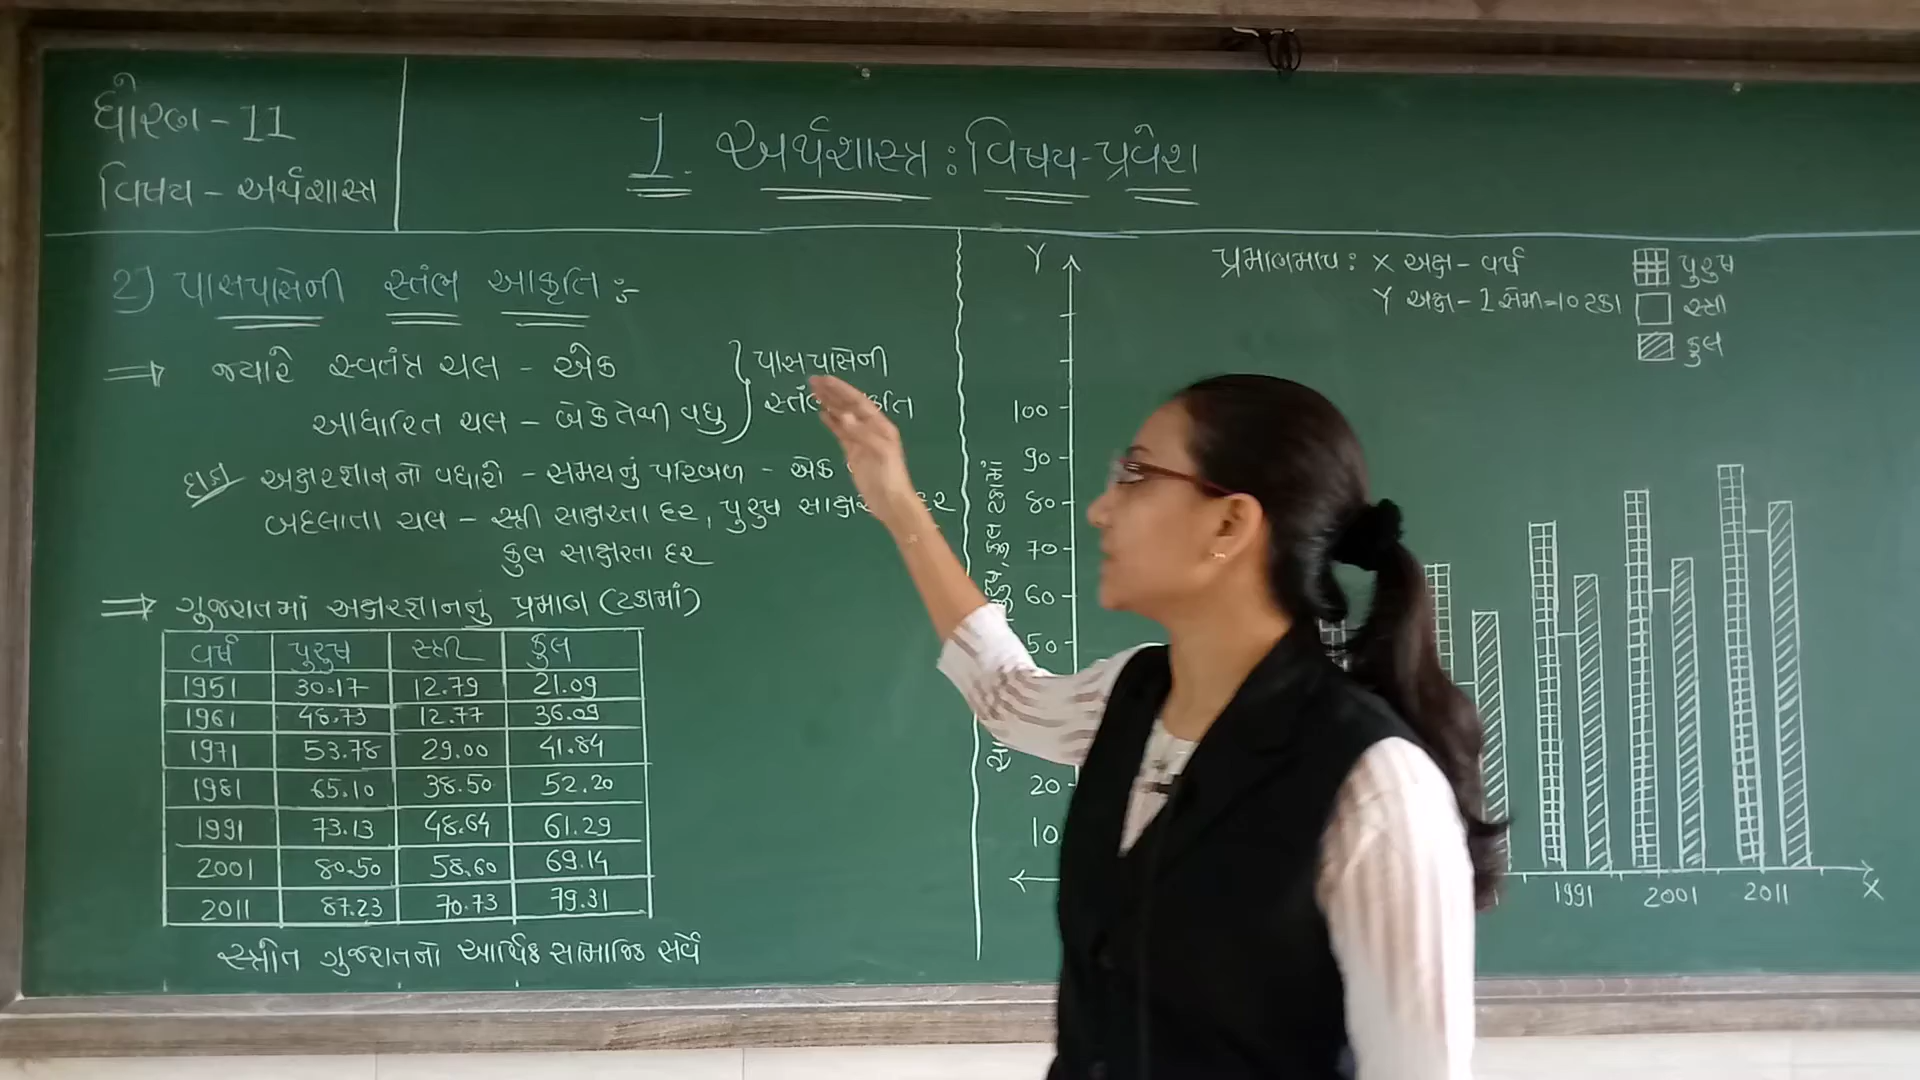 ધોરણ - 11
વિષય - અર્થશાસ્ત્ર
1. અર્થશાસ્ત્ર : વિષય-પ્રવેશ
2) પાસપાસેની સ્તંભ આકૃતિ :-
⇒ જ્યારે સ્વતંત્ર ચલ - એક
આધારિત ચલ - બે કે તેથી વધુ
પાસપાસેની
દા.ત અક્ષરજ્ઞાનનો વધારો - સમયનું પરિબળ - એક
બદલાતા ચલ - સ્ત્રી સાક્ષરતા દર, પુરુષ
કુલ સાક્ષરતા દર
⇒ ગુજરાતમાં અક્ષરજ્ઞાનનું પ્રમાણ (ટકામાં)
વર્ષ પુરુષ સ્ત્રી કુલ
1951 30.17 12.79 21.09
1961 48.73 12.77 36.09
1971 53.78 29.00 41.84
1981 65.10 38.50 52.20
1991 73.13 48.64 61.29
2001 80.50 58.60 69.14
2011 87.23 70.73 79.31
સ્ત્રોત ગુજરાતનો આર્થિક સામાજિક સર્વે
પ્રમાણમાપ : X અક્ષ - વર્ષ
Y અક્ષ - 1 સેમી = 10 ટકા
પુરુષ
સ્ત્રી
કુલ
Y
100
90
80
70
60
50
20
10
કુલ ટકામાં
1991 2001 2011 X